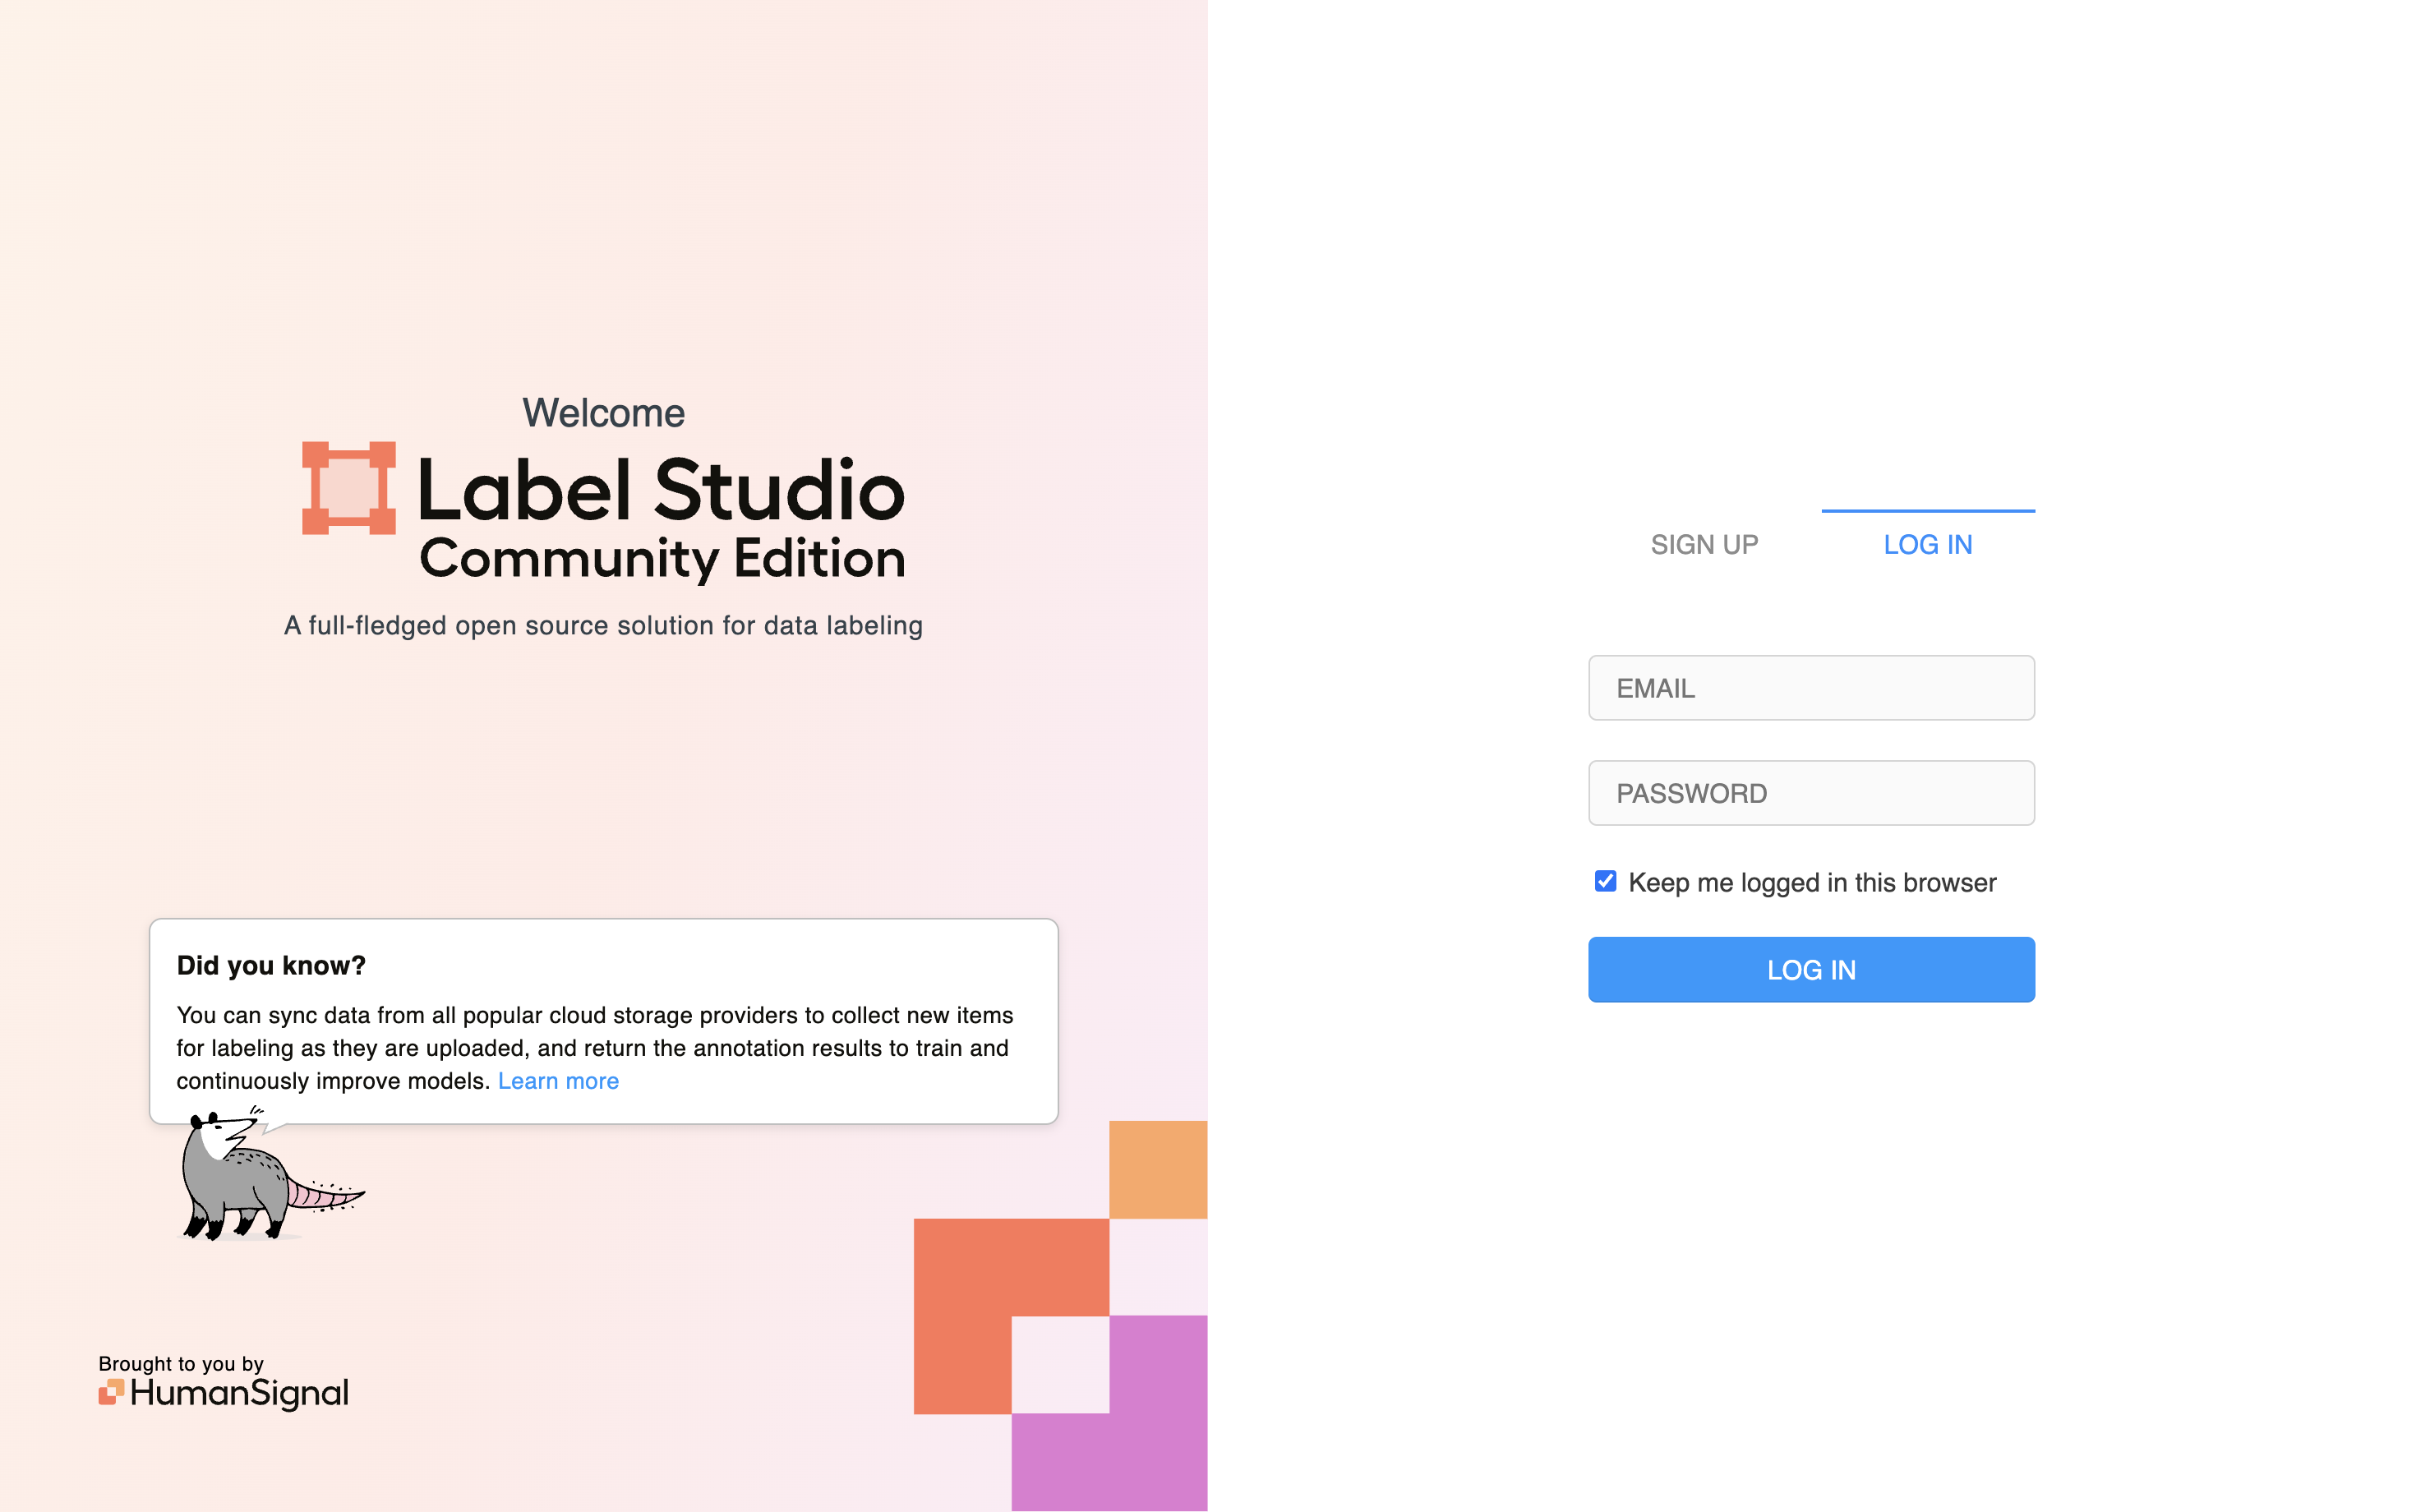 Welcome
Label Studio
Community Edition
A full-fledged open source solution for data labeling
Did you know?
You can sync data from all popular cloud storage providers to collect new items
for labeling as they are uploaded, and return the annotation results to train and
continuously improve models. Learn more
Brought to you by
HumanSignal
SIGN UP
LOG IN
EMAIL
PASSWORD
Keep me logged in this browser
LOG IN